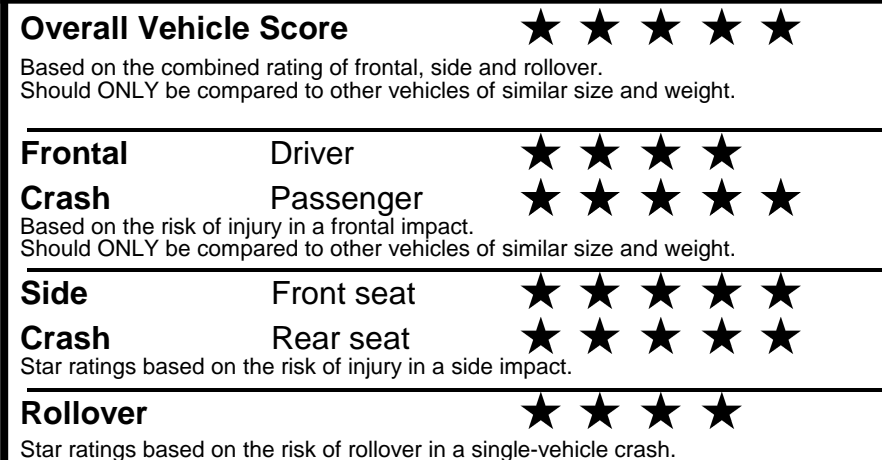 Overall Vehicle Score ★ ★ ★ ★ ★
Based on the combined rating of frontal, side and rollover.
Should ONLY be compared to other vehicles of similar size and weight.
Frontal Driver ★ ★ ★ ★
Crash Passenger ★ ★ ★ ★ ★
Based on the risk of injury in a frontal impact.
Should ONLY be compared to other vehicles of similar size and weight.
Side Front seat ★ ★ ★ ★ ★
Crash Rear seat ★ ★ ★ ★ ★
Star ratings based on the risk of injury in a side impact.
Rollover ★ ★ ★ ★
Star ratings based on the risk of rollover in a single-vehicle crash.